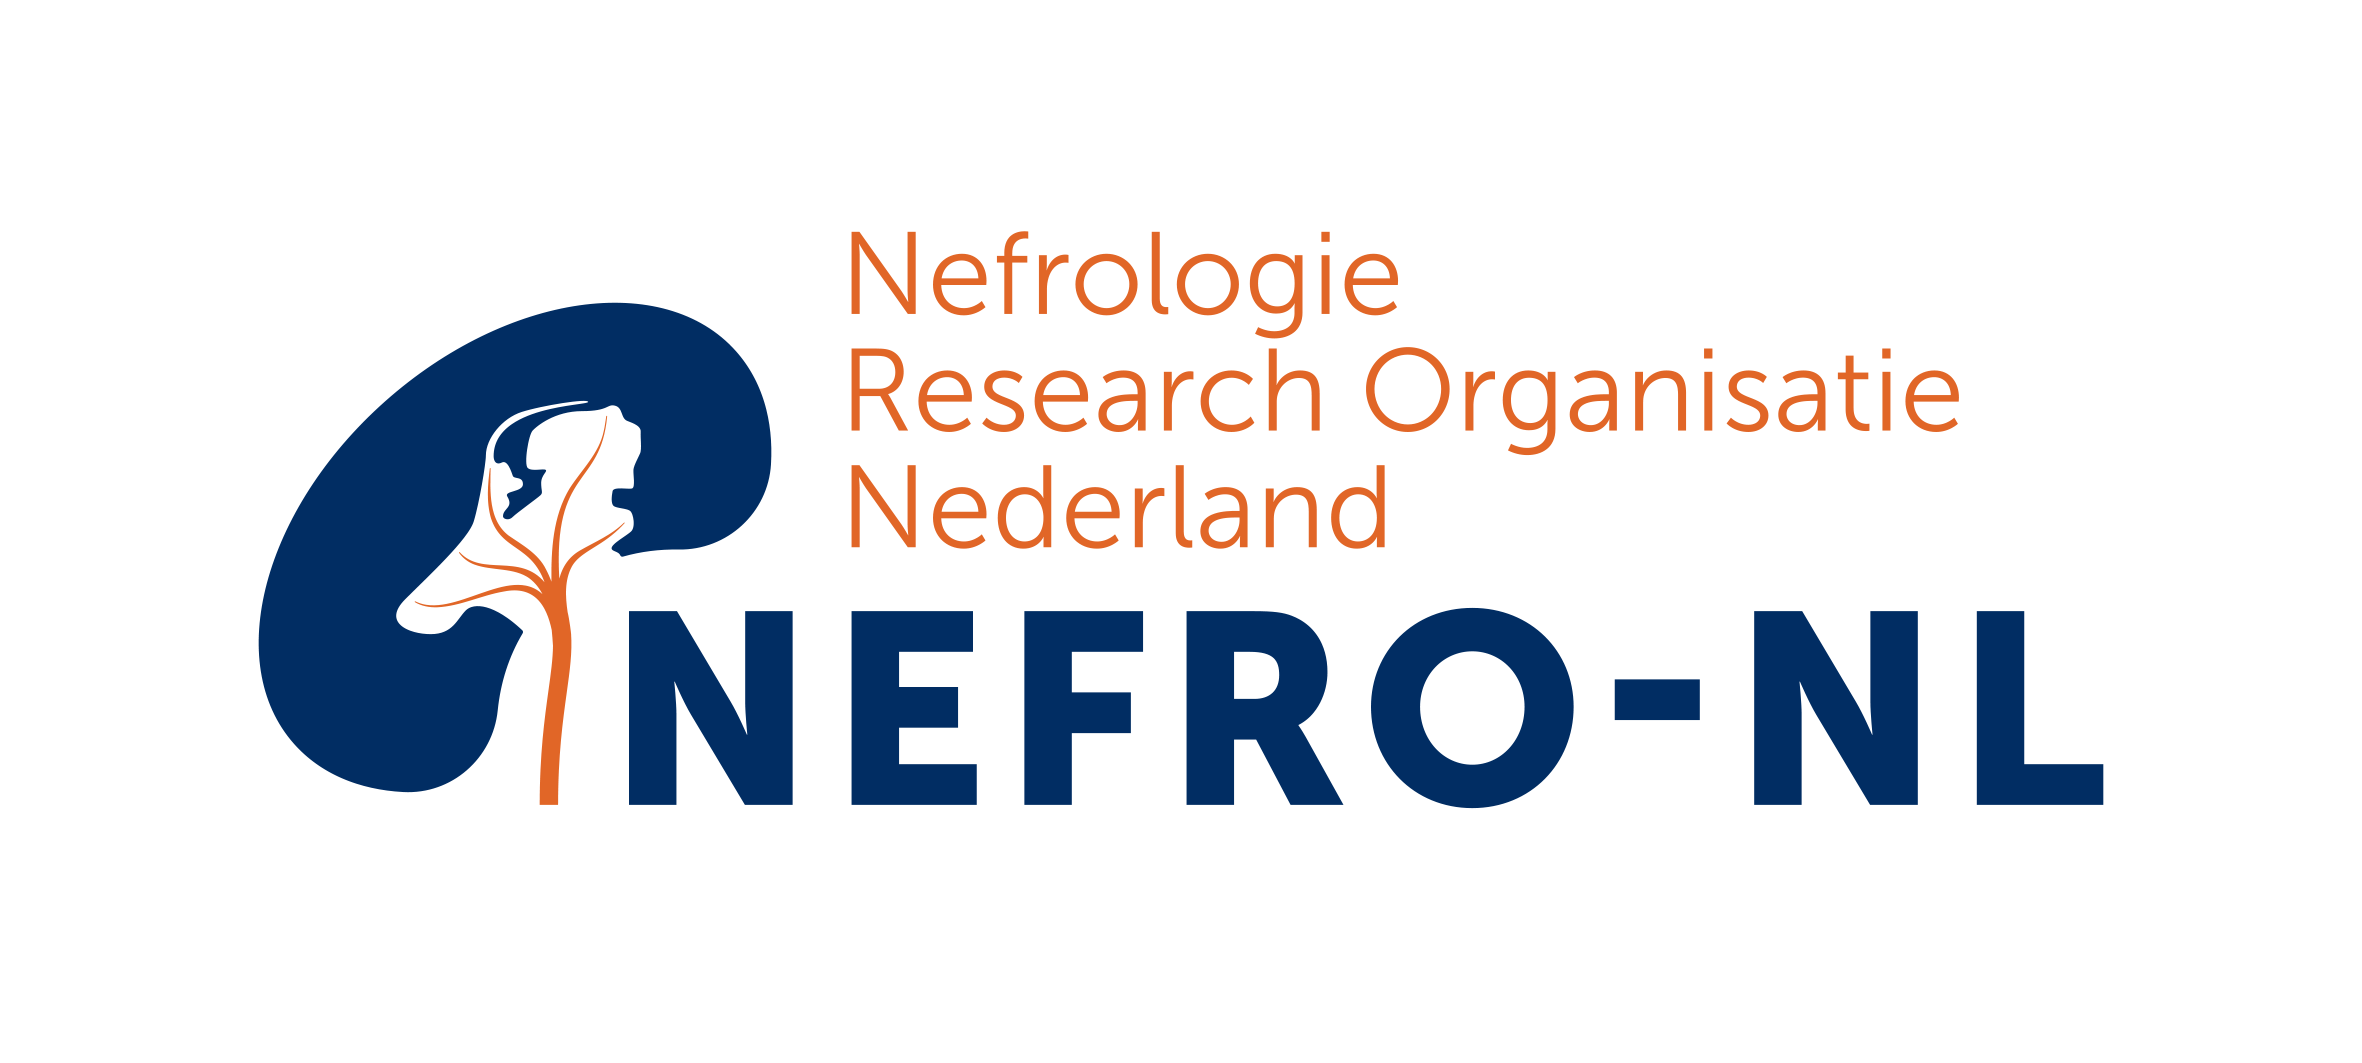 Nefrologie
Research Organisatie
Nederland
NEFRO-NL